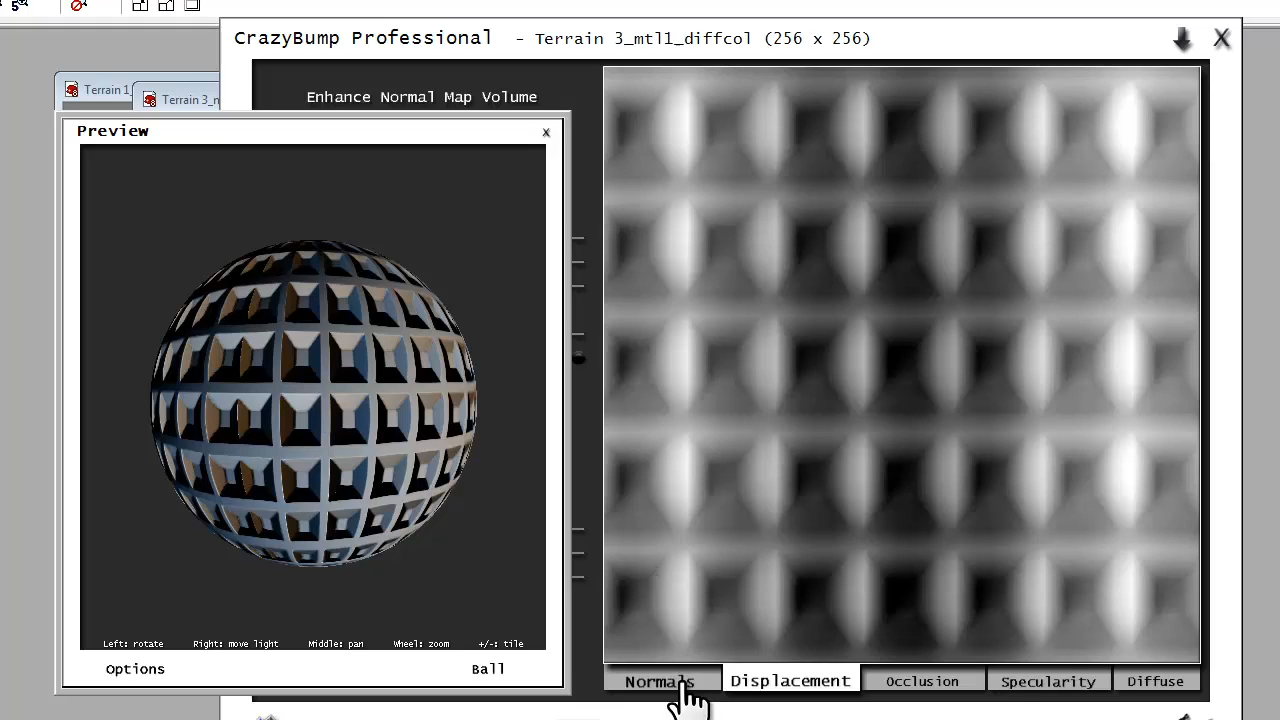 5
CrazyBump Professional - Terrain 3_mtl1_diffcol (256 x 256)
Terrain 1
Terrain 3_n
Enhance Normal Map Volume
Preview x
Left: rotate Right: move light Middle: pan Wheel: zoom +/-: tile
Options Ball
Normals Displacement Occlusion Specularity Diffuse